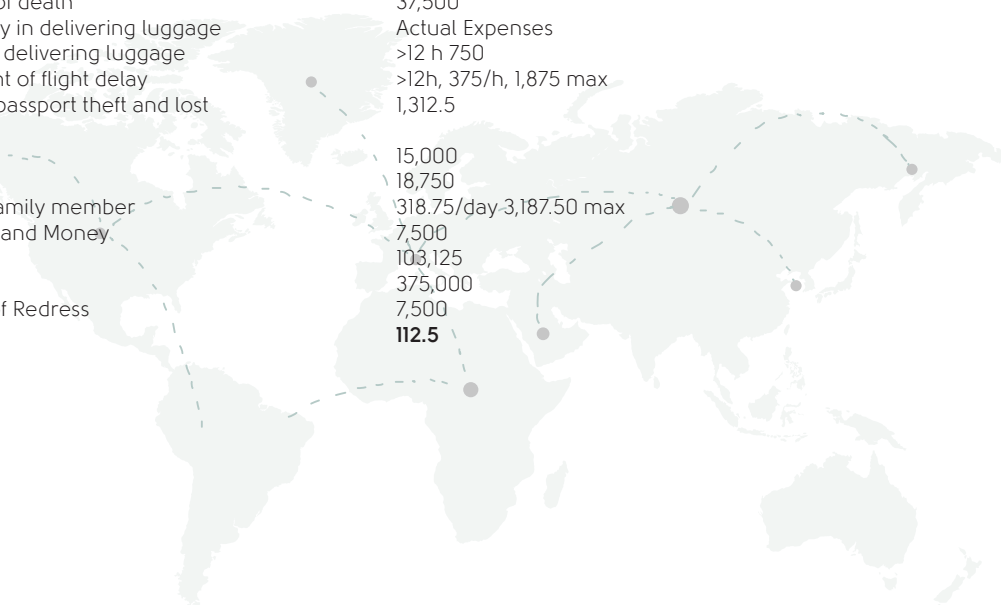 of death 37,500
y in delivering luggage Actual Expenses
delivering luggage >12 h 750
nt of flight delay >12h, 375/h, 1,875 max
passport theft and lost 1,312.5
15,000
18,750
amily member 318.75/day 3,187.50 max
and Money 7,500
103,125
375,000
f Redress 7,500
112.5